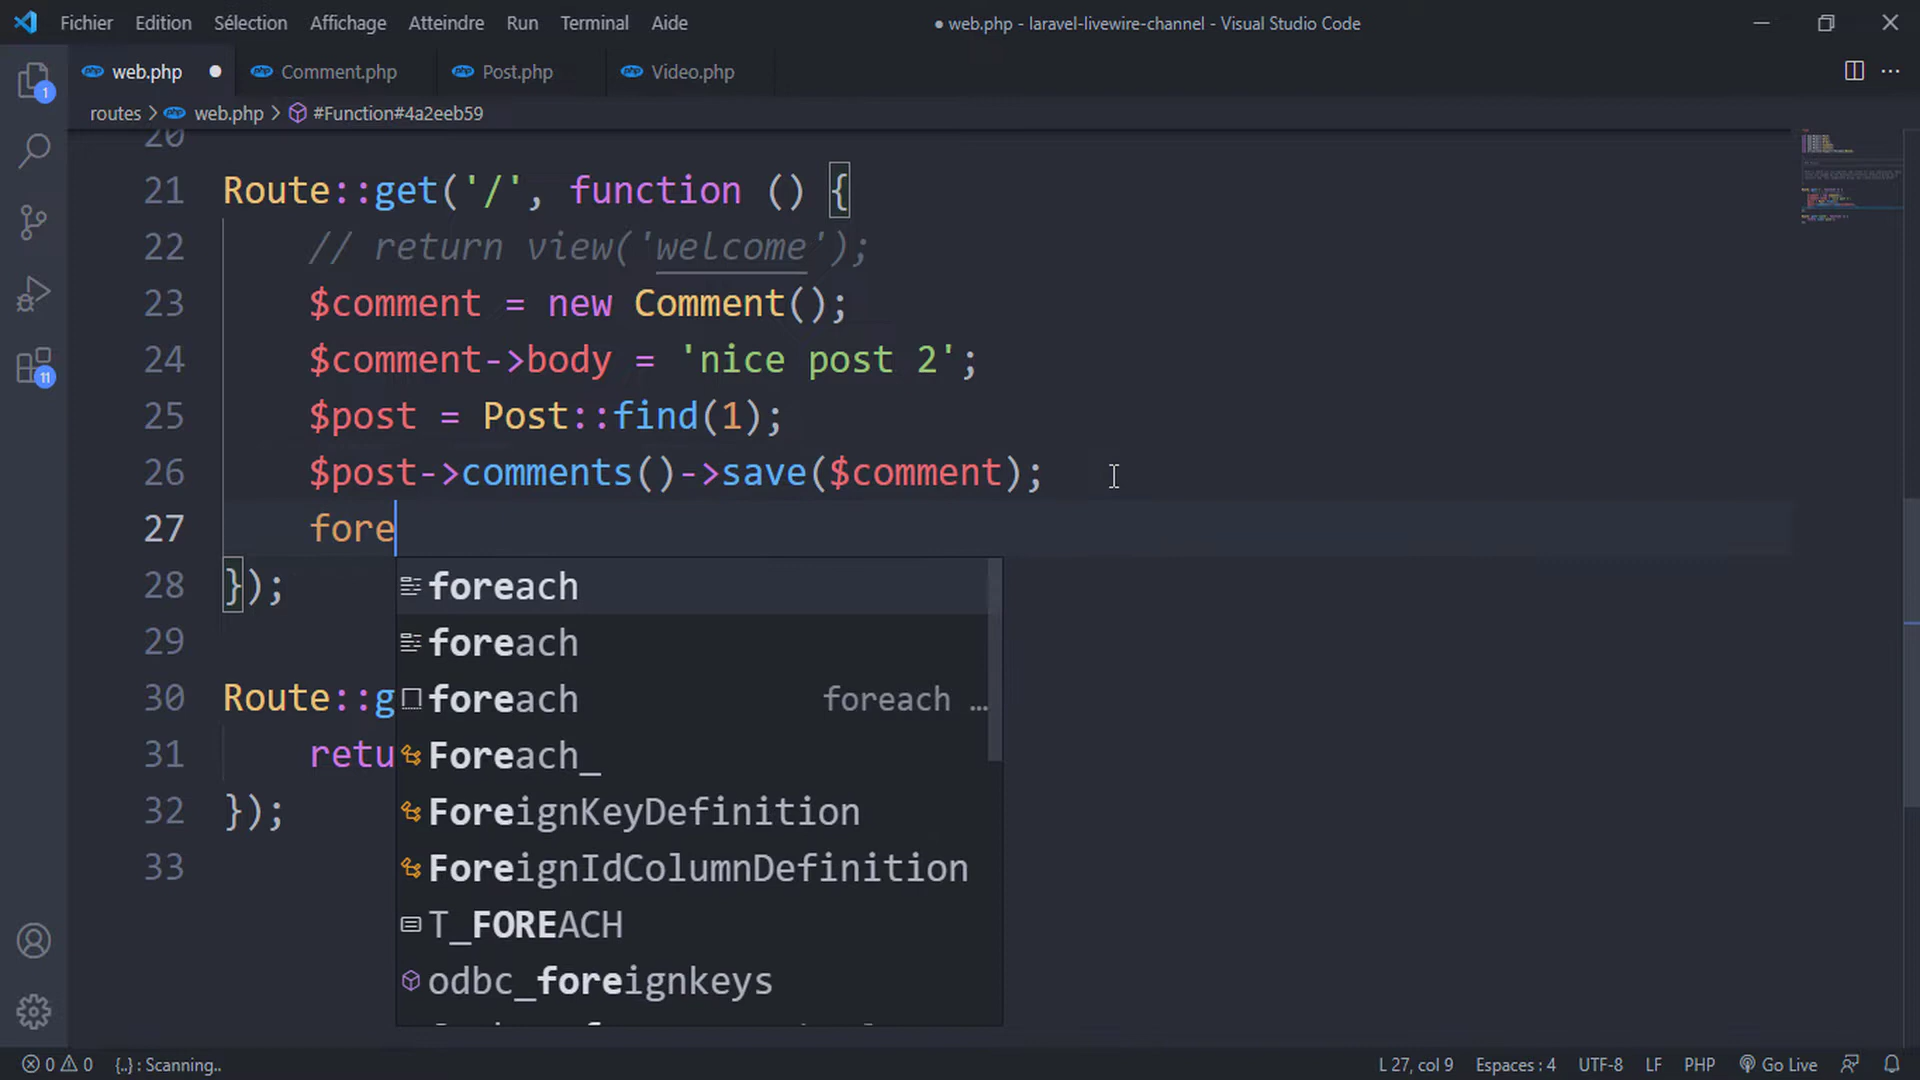 Fichier Edition Sélection Affichage Atteindre Run Terminal Aide
● web.php - laravel-livewire-channel - Visual Studio Code
web.php ● Comment.php Post.php Video.php
routes > web.php > #Function#4a2eeb59
20
21 Route::get('/', function () {
22 // return view('welcome');
23 $comment = new Comment();
24 $comment->body = 'nice post 2';
25 $post = Post::find(1);
26 $post->comments()->save($comment);
27 fore
28 });
foreach
29
foreach
30 Route::g
foreach foreach …
31 retu
Foreach_
32 });
ForeignKeyDefinition
33
ForeignIdColumnDefinition
T_FOREACH
odbc_foreignkeys
1
11
0 0 {..} : Scanning..
L 27, col 9 Espaces : 4 UTF-8 LF PHP Go Live